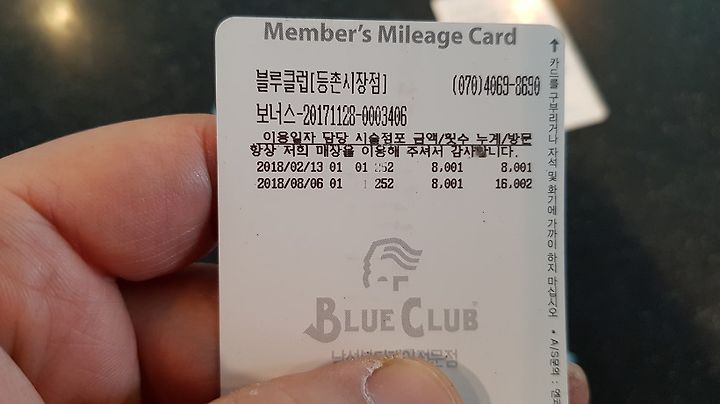 Member's Mileage Card
블루클럽[등촌시장점] (070)4069-8690
보너스-20171128-0003406
이용일자 담당 시술점포 금액/횟수 누계/방문
항상 저희 매장을 이용해 주셔서 감사합니다.
2018/02/13 01 01 252 8,001 8,001
2018/08/06 01 1 252 8,001 16,002
BLUE CLUB
카드를 구부리거나 자석 및 화기에 가까이 하지 마십시오 • A/S문의 :